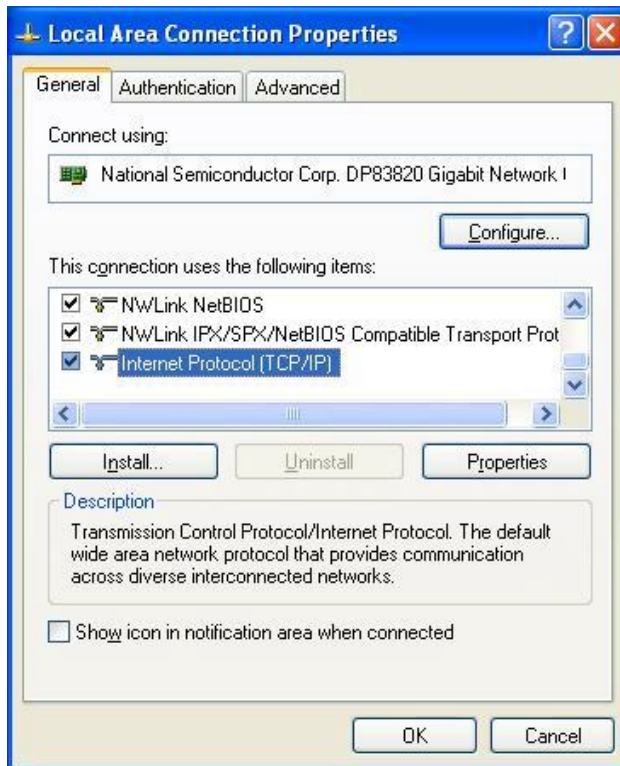 Local Area Connection Properties
General Authentication Advanced
Connect using:
National Semiconductor Corp. DP83820 Gigabit Network
Configure...
This connection uses the following items:
NWLink NetBIOS
NWLink IPX/SPX/NetBIOS Compatible Transport Prot
Internet Protocol (TCP/IP)
Install... Uninstall Properties
Description
Transmission Control Protocol/Internet Protocol. The default
wide area network protocol that provides communication
across diverse interconnected networks.
Show icon in notification area when connected
OK Cancel